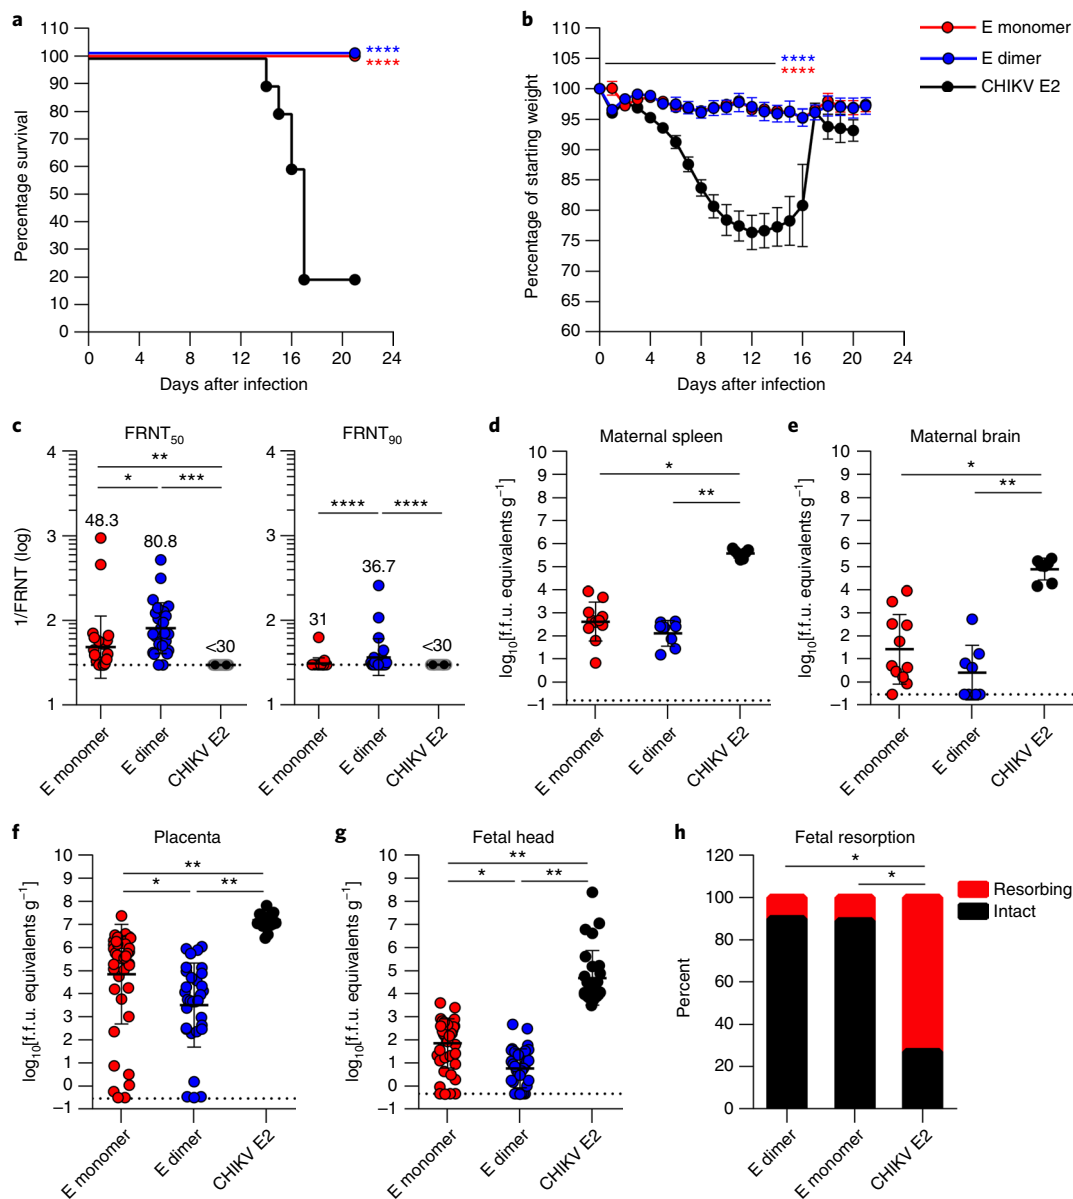 a
110
100
90
80
70
60
50
40
30
20
10
0
Percentage survival
0 4 8 12 16 20 24
Days after infection
****
****
b
110
105
100
95
90
85
80
75
70
65
60
Percentage of starting weight
0 4 8 12 16 20 24
Days after infection
****
****
E monomer
E dimer
CHIKV E2
c
FRNT50
FRNT90
1/FRNT (log)
4
3
2
1
**
* ***
48.3
80.8
<30
E monomer
E dimer
CHIKV E2
4
3
2
1
**** ****
31
36.7
<30
E monomer
E dimer
CHIKV E2
d
Maternal spleen
log10[f.f.u. equivalents g−1]
10
9
8
7
6
5
4
3
2
1
0
−1
*
**
E monomer
E dimer
CHIKV E2
e
Maternal brain
log10[f.f.u. equivalents g−1]
10
9
8
7
6
5
4
3
2
1
0
−1
*
**
E monomer
E dimer
CHIKV E2
f
Placenta
log10[f.f.u. equivalents g−1]
10
9
8
7
6
5
4
3
2
1
0
−1
**
* **
E monomer
E dimer
CHIKV E2
g
Fetal head
log10[f.f.u. equivalents g−1]
10
9
8
7
6
5
4
3
2
1
0
−1
**
* **
E monomer
E dimer
CHIKV E2
h
Fetal resorption
Percent
120
100
80
60
40
20
0
*
*
Resorbing
Intact
E dimer
E monomer
CHIKV E2